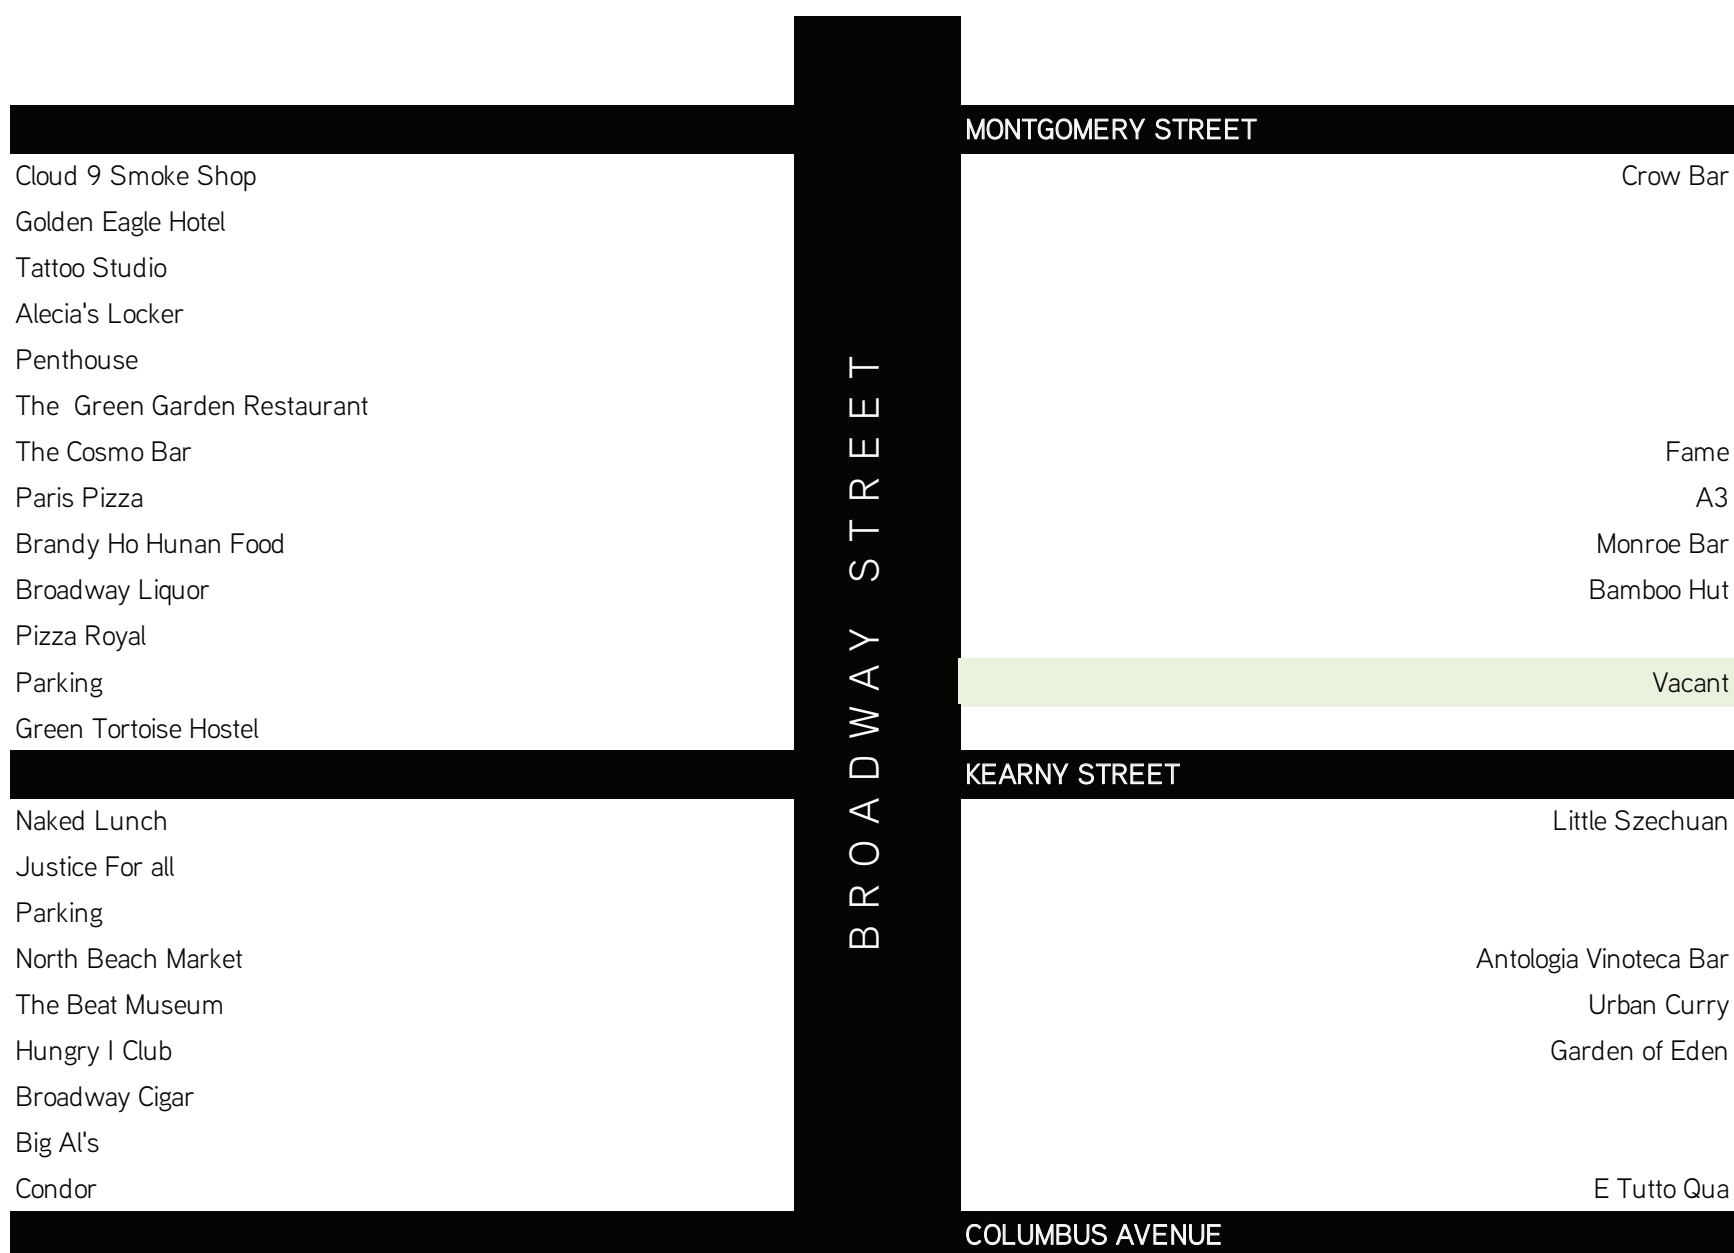 MONTGOMERY STREET
Cloud 9 Smoke Shop
Crow Bar
Golden Eagle Hotel
Tattoo Studio
Alecia's Locker
Penthouse
The  Green Garden Restaurant
The Cosmo Bar
Fame
Paris Pizza
A3
Brandy Ho Hunan Food
Monroe Bar
Broadway Liquor
Bamboo Hut
Pizza Royal
Parking
Vacant
Green Tortoise Hostel
BROADWAY STREET
KEARNY STREET
Naked Lunch
Little Szechuan
Justice For all
Parking
North Beach Market
Antologia Vinoteca Bar
The Beat Museum
Urban Curry
Hungry I Club
Garden of Eden
Broadway Cigar
Big Al's
Condor
E Tutto Qua
COLUMBUS AVENUE